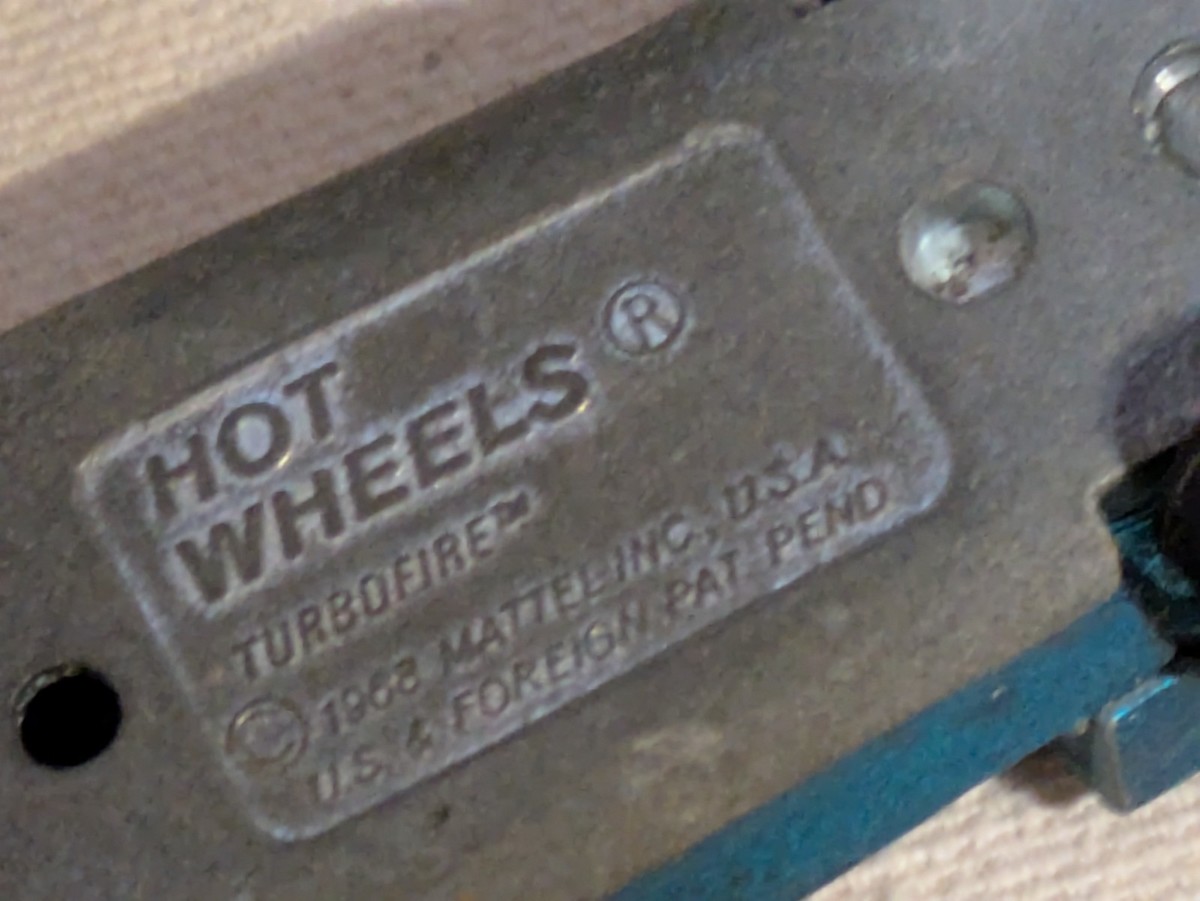 HOT
WHEELS®
TURBOFIRE™
© 1968 MATTEL INC., U.S.A.
U.S. & FOREIGN PAT PEND